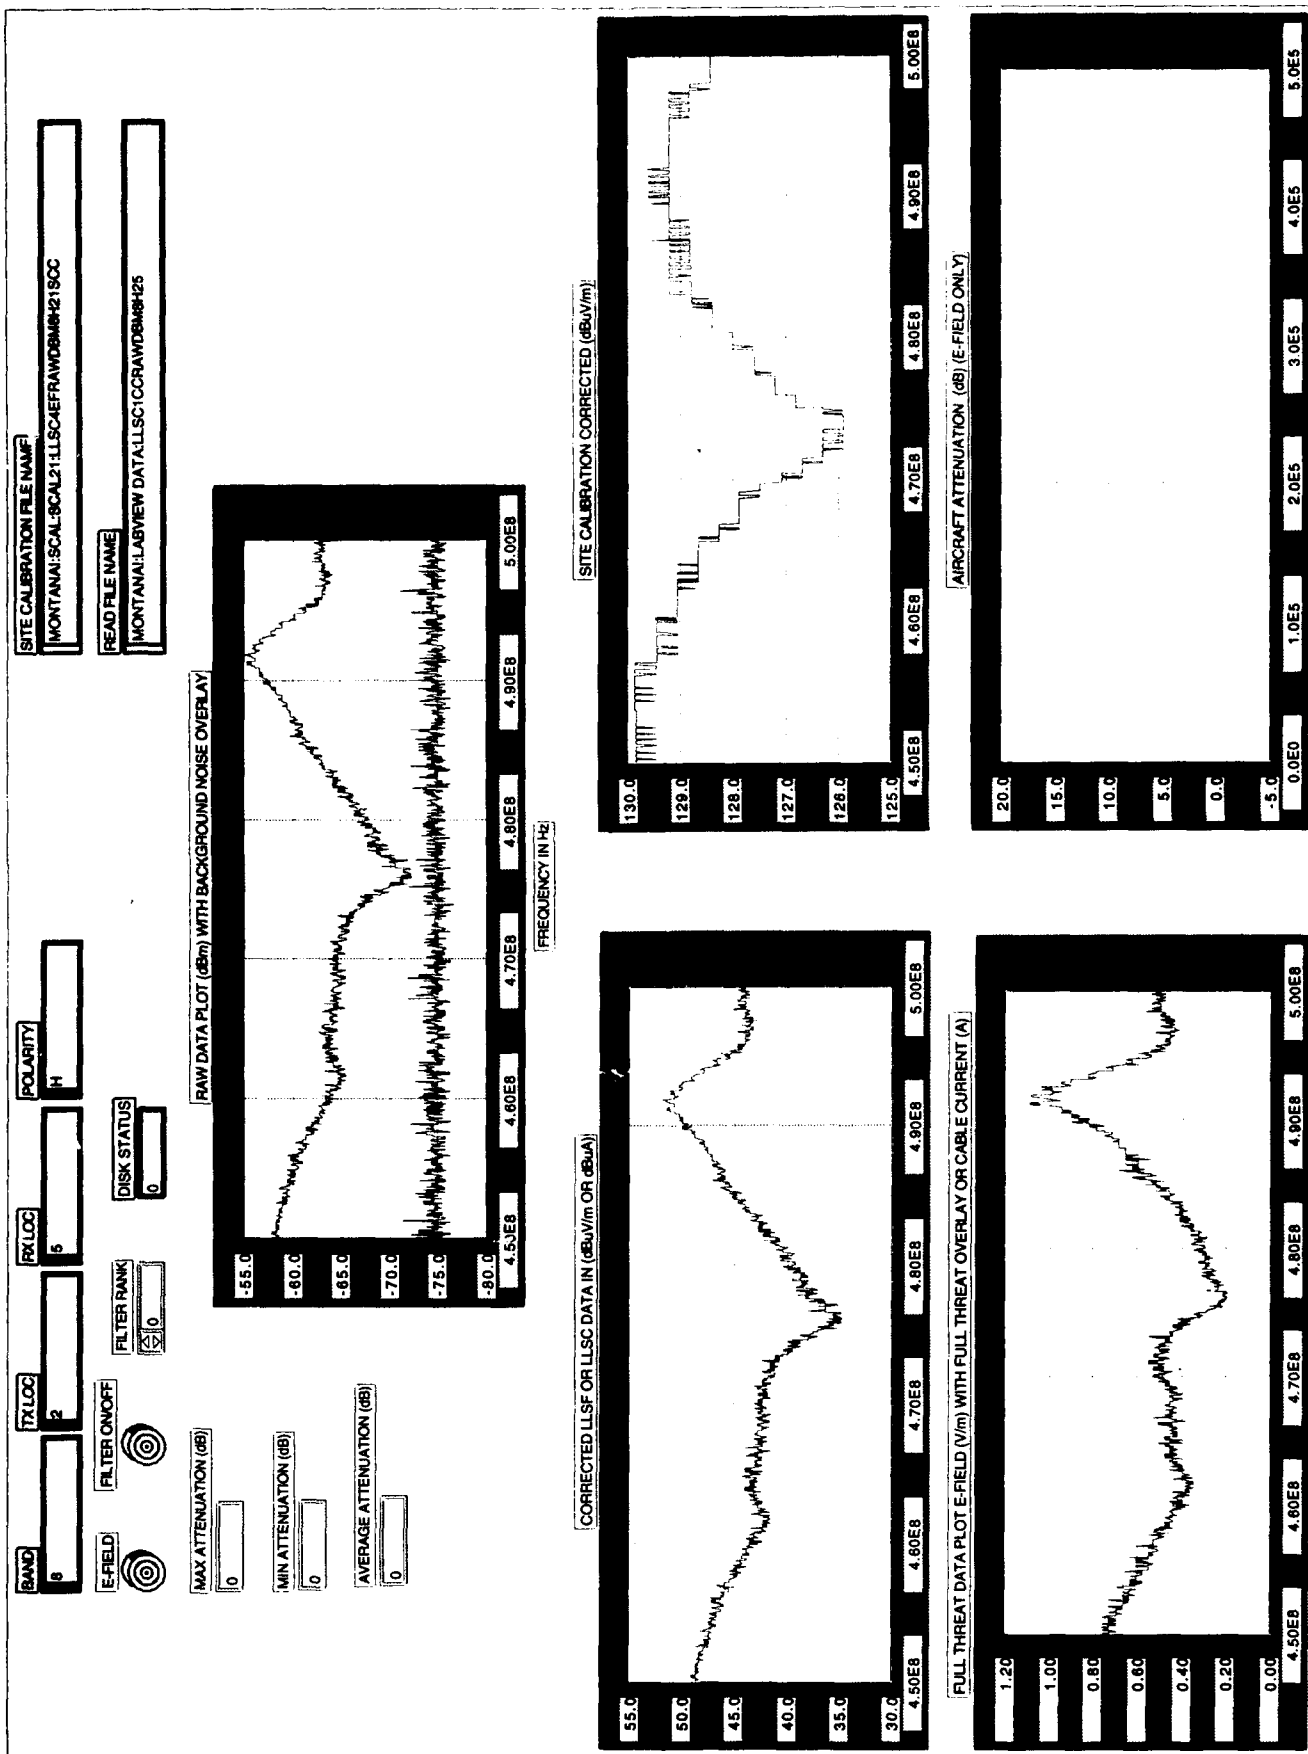 BAND
8
TX LOC
2
RX LOC
5
POLARITY
H
SITE CALIBRATION FILE NAMF
MONTANAI:SCAL:SCAL21:LLSC4EFRAWDBM8H21SCC
E-FIELD
FILTER ON/OFF
FILTER RANK
0
DISK STATUS
0
READ FILE NAME
MONTANAI:LABVIEW DATA:LLSC1CCRAWDBM8H25
MAX ATTENUATION (dB)
0
MIN ATTENUATION (dB)
0
AVERAGE ATTENUATION (dB)
0
RAW DATA PLOT (dBm) WITH BACKGROUND NOISE OVERLAY
-55.0
-60.0
-65.0
-70.0
-75.0
-80.0
4.50E8 4.60E8 4.70E8 4.80E8 4.90E8 5.00E8
FREQUENCY IN Hz
CORRECTED LLSF OR LLSC DATA IN (dBuV/m OR dBuA)
55.0
50.0
45.0
40.0
35.0
30.0
4.50E8 4.60E8 4.70E8 4.80E8 4.90E8 5.00E8
SITE CALIBRATION CORRECTED (dBuV/m)
130.0
129.0
128.0
127.0
126.0
125.0
4.50E8 4.60E8 4.70E8 4.80E8 4.90E8 5.00E8
FULL THREAT DATA PLOT E-FIELD (V/m) WITH FULL THREAT OVERLAY OR CABLE CURRENT (A)
1.20
1.00
0.80
0.60
0.40
0.20
0.00
4.50E8 4.60E8 4.70E8 4.80E8 4.90E8 5.00E8
AIRCRAFT ATTENUATION (dB) (E-FIELD ONLY)
20.0
15.0
10.0
5.0
0.0
-5.0
0.0E0 1.0E5 2.0E5 3.0E5 4.0E5 5.0E5